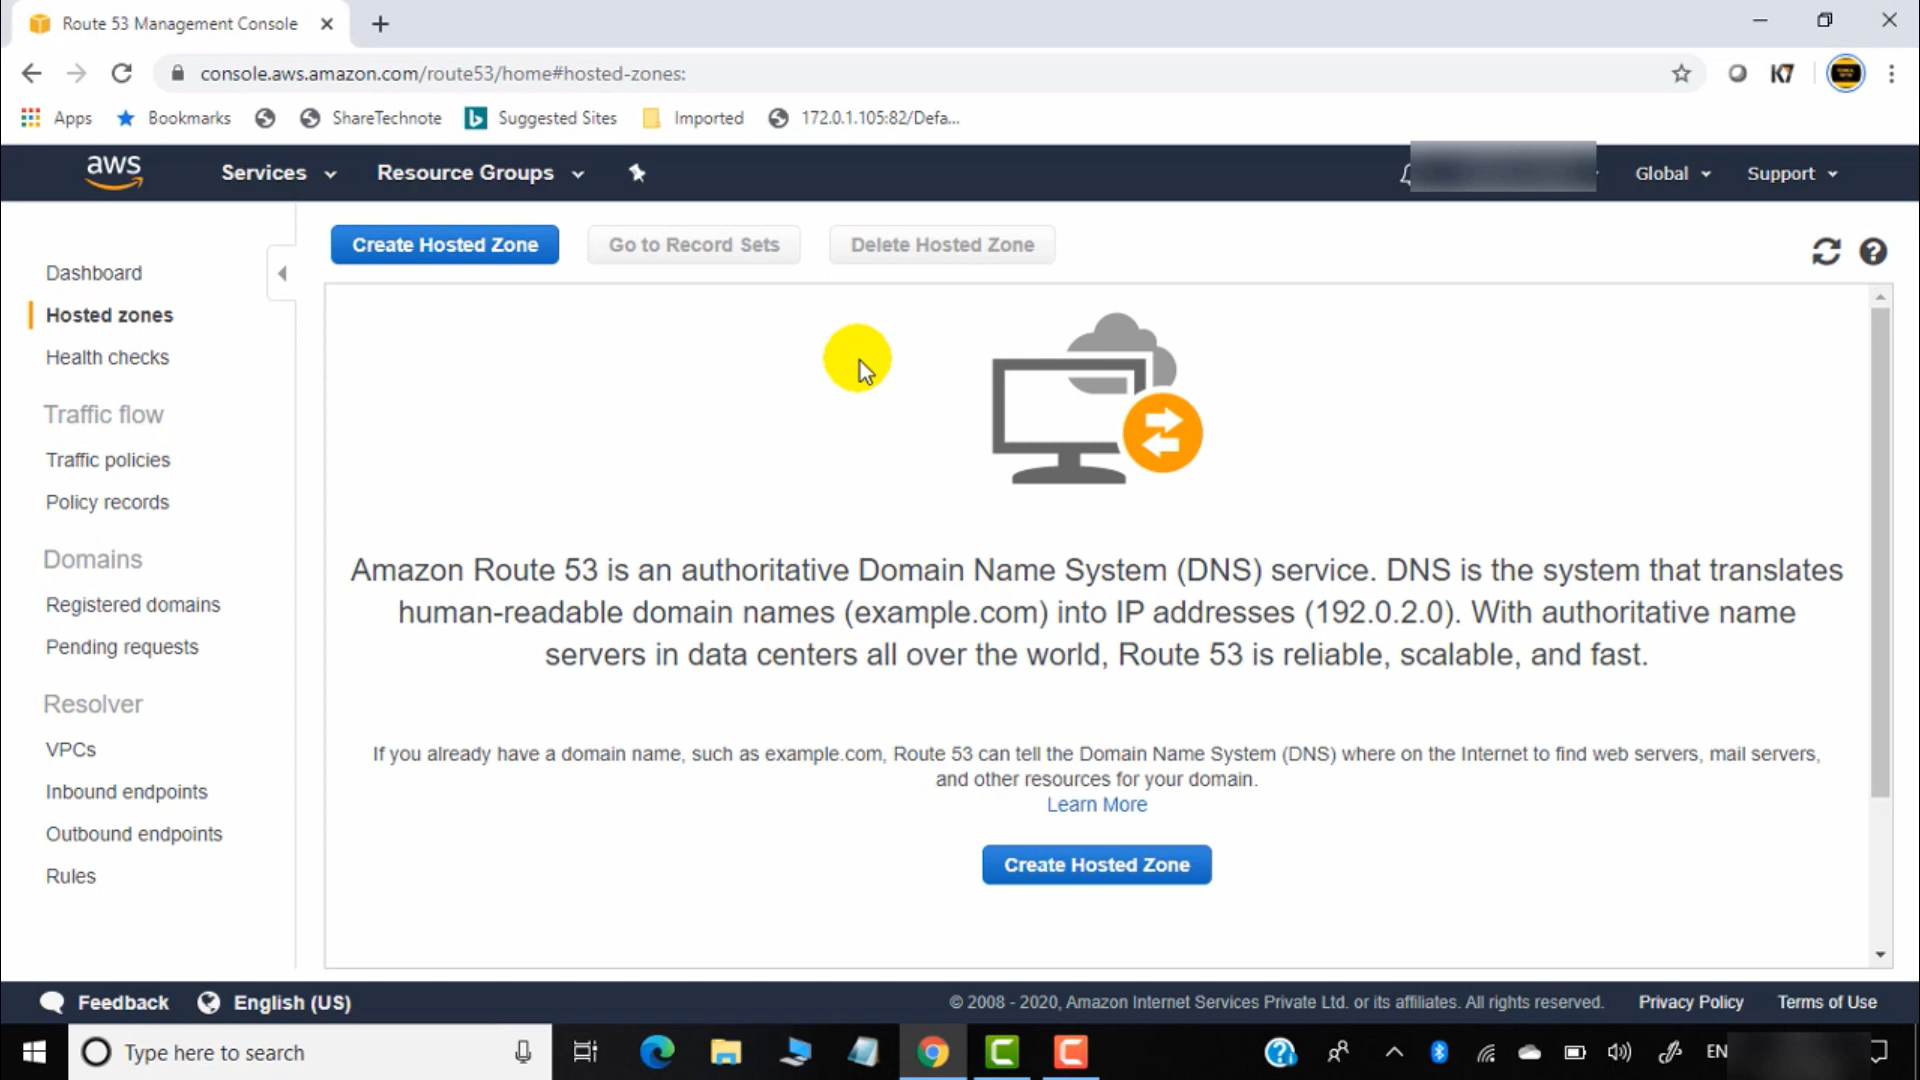 Route 53 Management Console
console.aws.amazon.com/route53/home#hosted-zones:
Apps Bookmarks ShareTechnote Suggested Sites Imported 172.0.1.105:82/Defa...
aws Services Resource Groups Global Support
Create Hosted Zone Go to Record Sets Delete Hosted Zone
Dashboard
Hosted zones
Health checks
Traffic flow
Traffic policies
Policy records
Domains
Registered domains
Pending requests
Resolver
VPCs
Inbound endpoints
Outbound endpoints
Rules
Amazon Route 53 is an authoritative Domain Name System (DNS) service. DNS is the system that translates
human-readable domain names (example.com) into IP addresses (192.0.2.0). With authoritative name
servers in data centers all over the world, Route 53 is reliable, scalable, and fast.
If you already have a domain name, such as example.com, Route 53 can tell the Domain Name System (DNS) where on the Internet to find web servers, mail servers,
and other resources for your domain.
Learn More
Create Hosted Zone
Feedback English (US) © 2008 - 2020, Amazon Internet Services Private Ltd. or its affiliates. All rights reserved. Privacy Policy Terms of Use
Type here to search EN